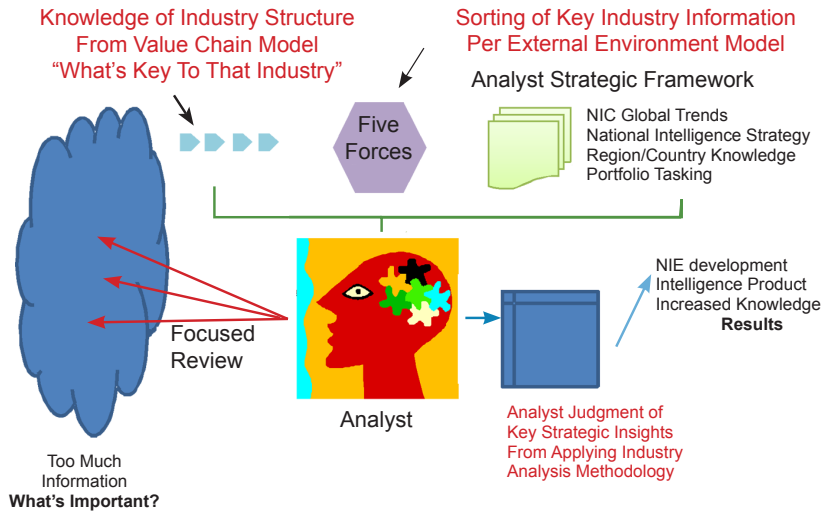 Knowledge of Industry Structure
From Value Chain Model
“What’s Key To That Industry”
Sorting of Key Industry Information
Per External Environment Model
Analyst Strategic Framework
Five
Forces
NIC Global Trends
National Intelligence Strategy
Region/Country Knowledge
Portfolio Tasking
NIE development
Intelligence Product
Increased Knowledge
Results
Focused
Review
Analyst
Analyst Judgment of
Key Strategic Insights
From Applying Industry
Analysis Methodology
Too Much
Information
What’s Important?